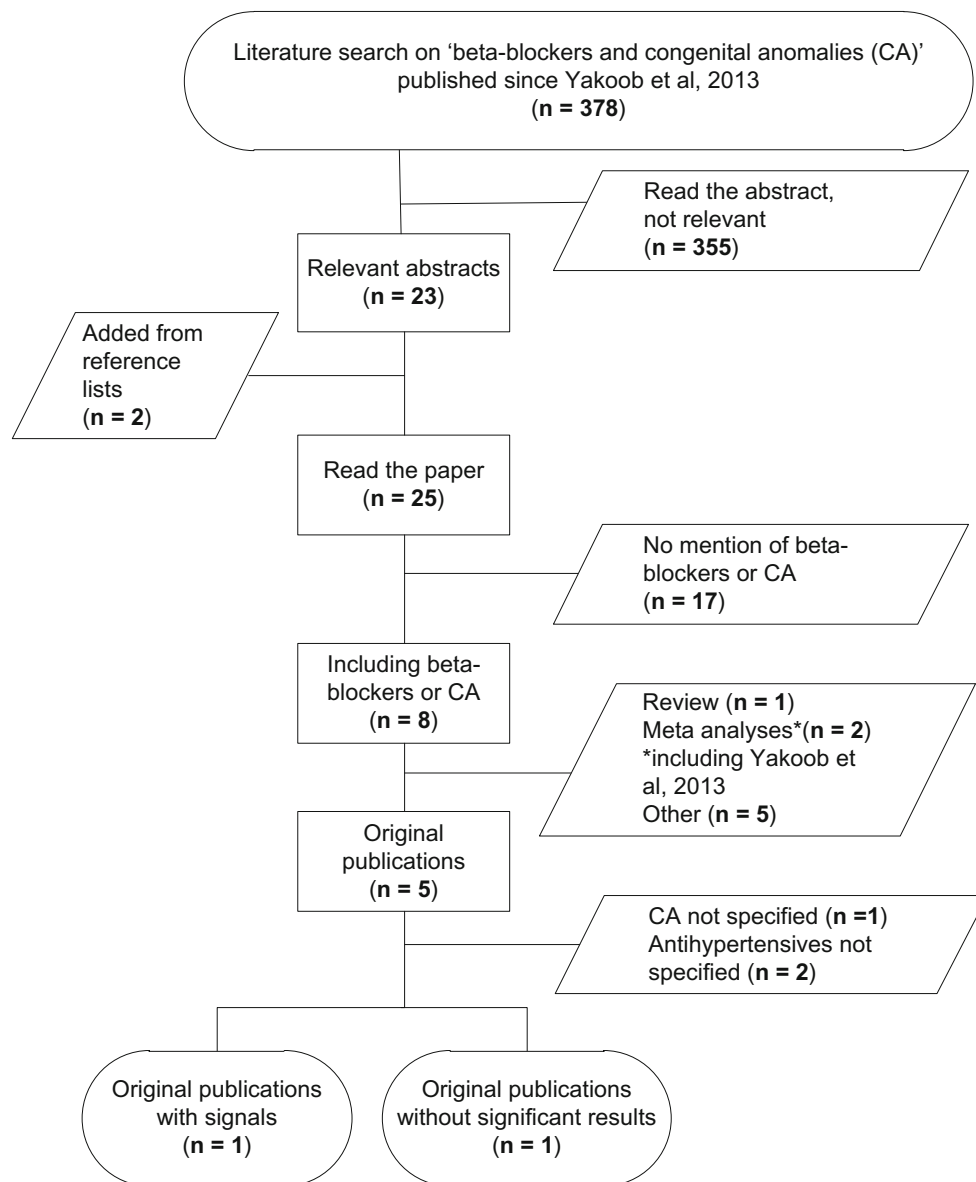 Literature search on ‘beta-blockers and congenital anomalies (CA)’
published since Yakoob et al, 2013
(n = 378)
Read the abstract,
not relevant
(n = 355)
Relevant abstracts
(n = 23)
Added from
reference
lists
(n = 2)
Read the paper
(n = 25)
No mention of beta-
blockers or CA
(n = 17)
Including beta-
blockers or CA
(n = 8)
Review (n = 1)
Meta analyses*(n = 2)
*including Yakoob et
al, 2013
Other (n = 5)
Original
publications
(n = 5)
CA not specified (n =1)
Antihypertensives not
specified (n = 2)
Original publications
with signals
(n = 1)
Original publications
without significant results
(n = 1)